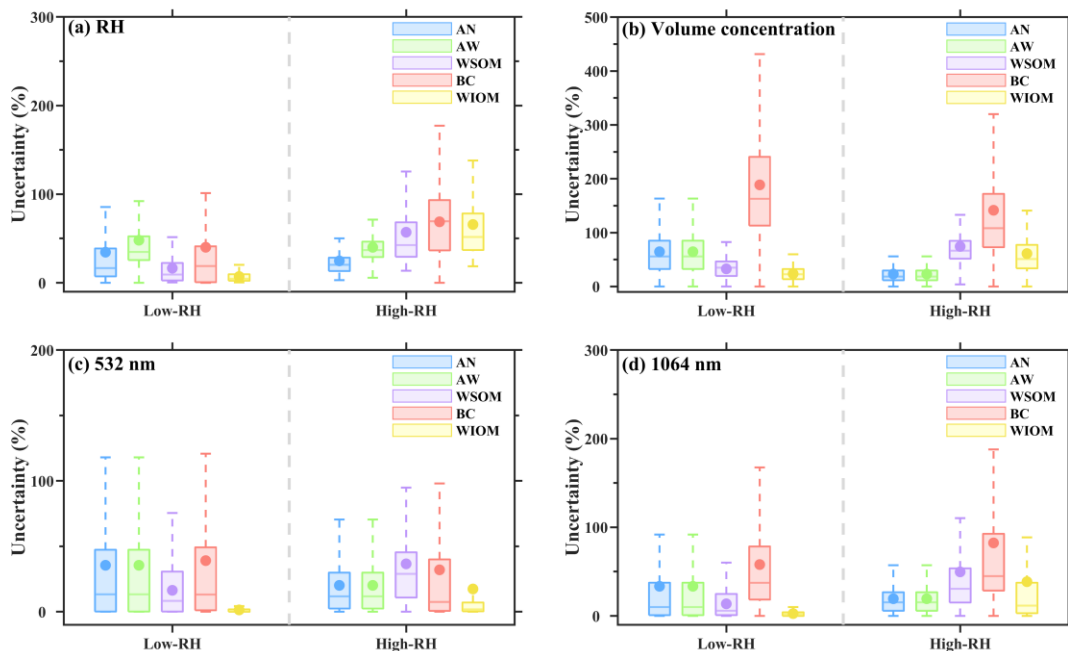 (a) RH
Uncertainty (%)
300
200
100
0
AN
AW
WSOM
BC
WIOM
Low-RH
High-RH
(b) Volume concentration
Uncertainty (%)
500
400
300
200
100
0
AN
AW
WSOM
BC
WIOM
Low-RH
High-RH
(c) 532 nm
Uncertainty (%)
200
100
0
AN
AW
WSOM
BC
WIOM
Low-RH
High-RH
(d) 1064 nm
Uncertainty (%)
300
200
100
0
AN
AW
WSOM
BC
WIOM
Low-RH
High-RH